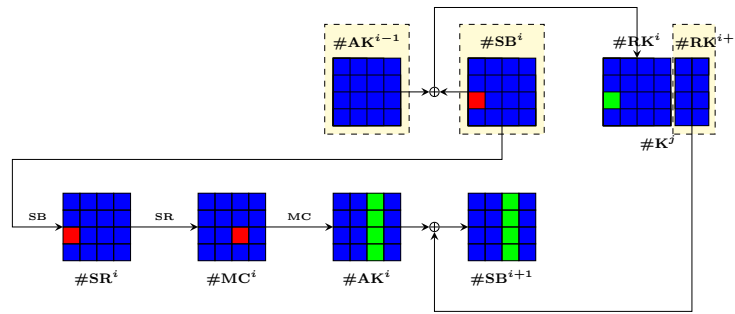 #AK^{i−1} #SB^i #RK^i #RK^{i+
⊕
#K^j
SB SR MC ⊕
#SR^i #MC^i #AK^i #SB^{i+1}